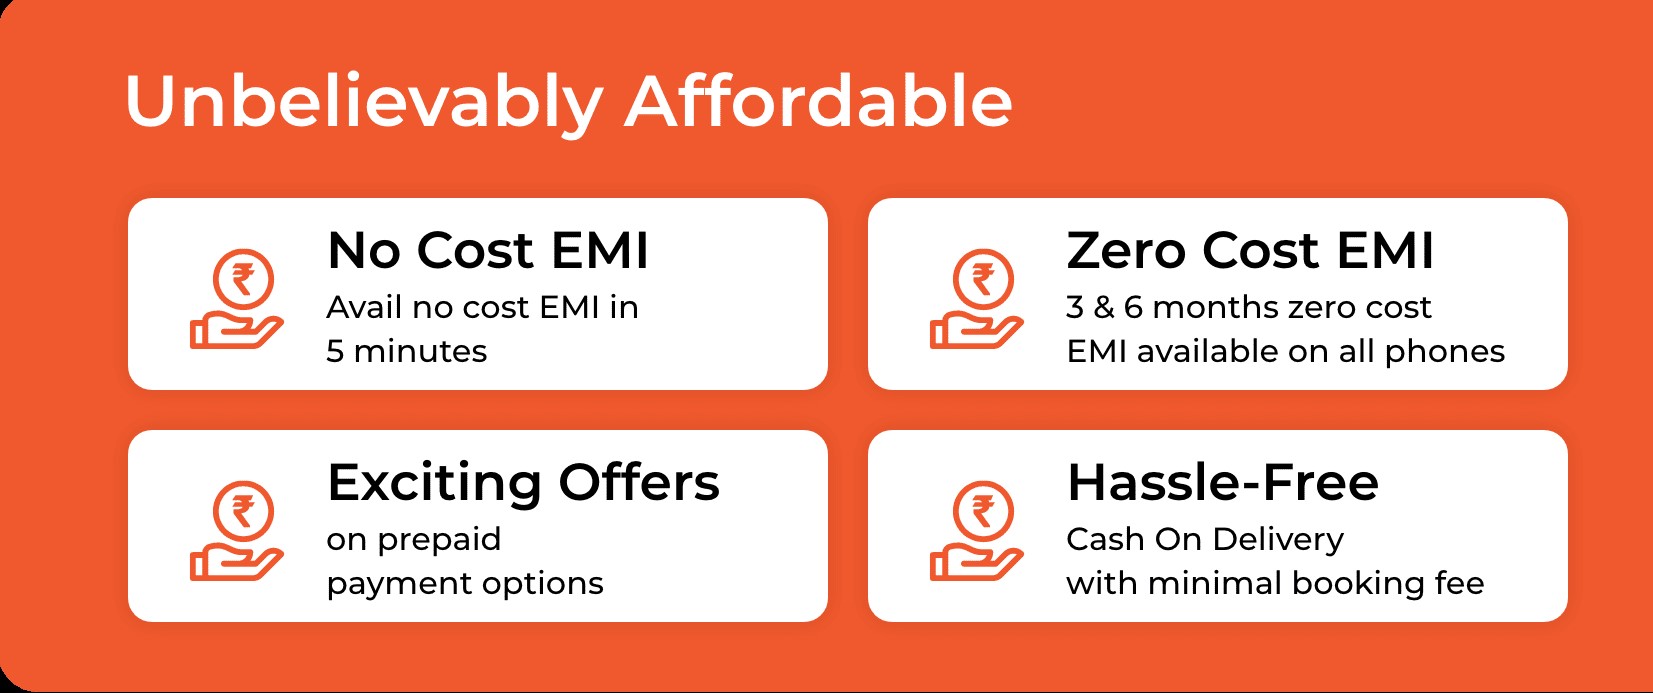 Unbelievably Affordable
No Cost EMI
Avail no cost EMI in
5 minutes
Zero Cost EMI
3 & 6 months zero cost
EMI available on all phones
Exciting Offers
on prepaid
payment options
Hassle-Free
Cash On Delivery
with minimal booking fee